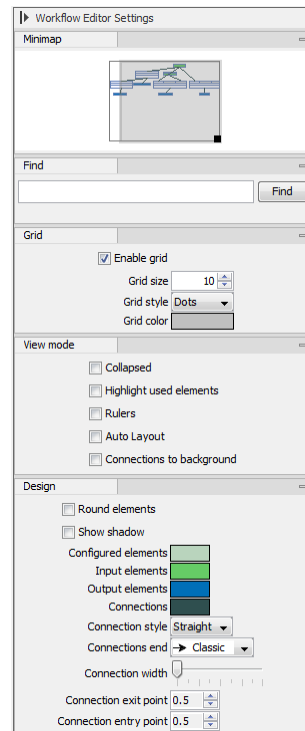 Workflow Editor Settings
Minimap
Find
Find
Grid
Enable grid
Grid size 10
Grid style Dots
Grid color
View mode
Collapsed
Highlight used elements
Rulers
Auto Layout
Connections to background
Design
Round elements
Show shadow
Configured elements
Input elements
Output elements
Connections
Connection style Straight
Connections end Classic
Connection width
Connection exit point 0.5
Connection entry point 0.5